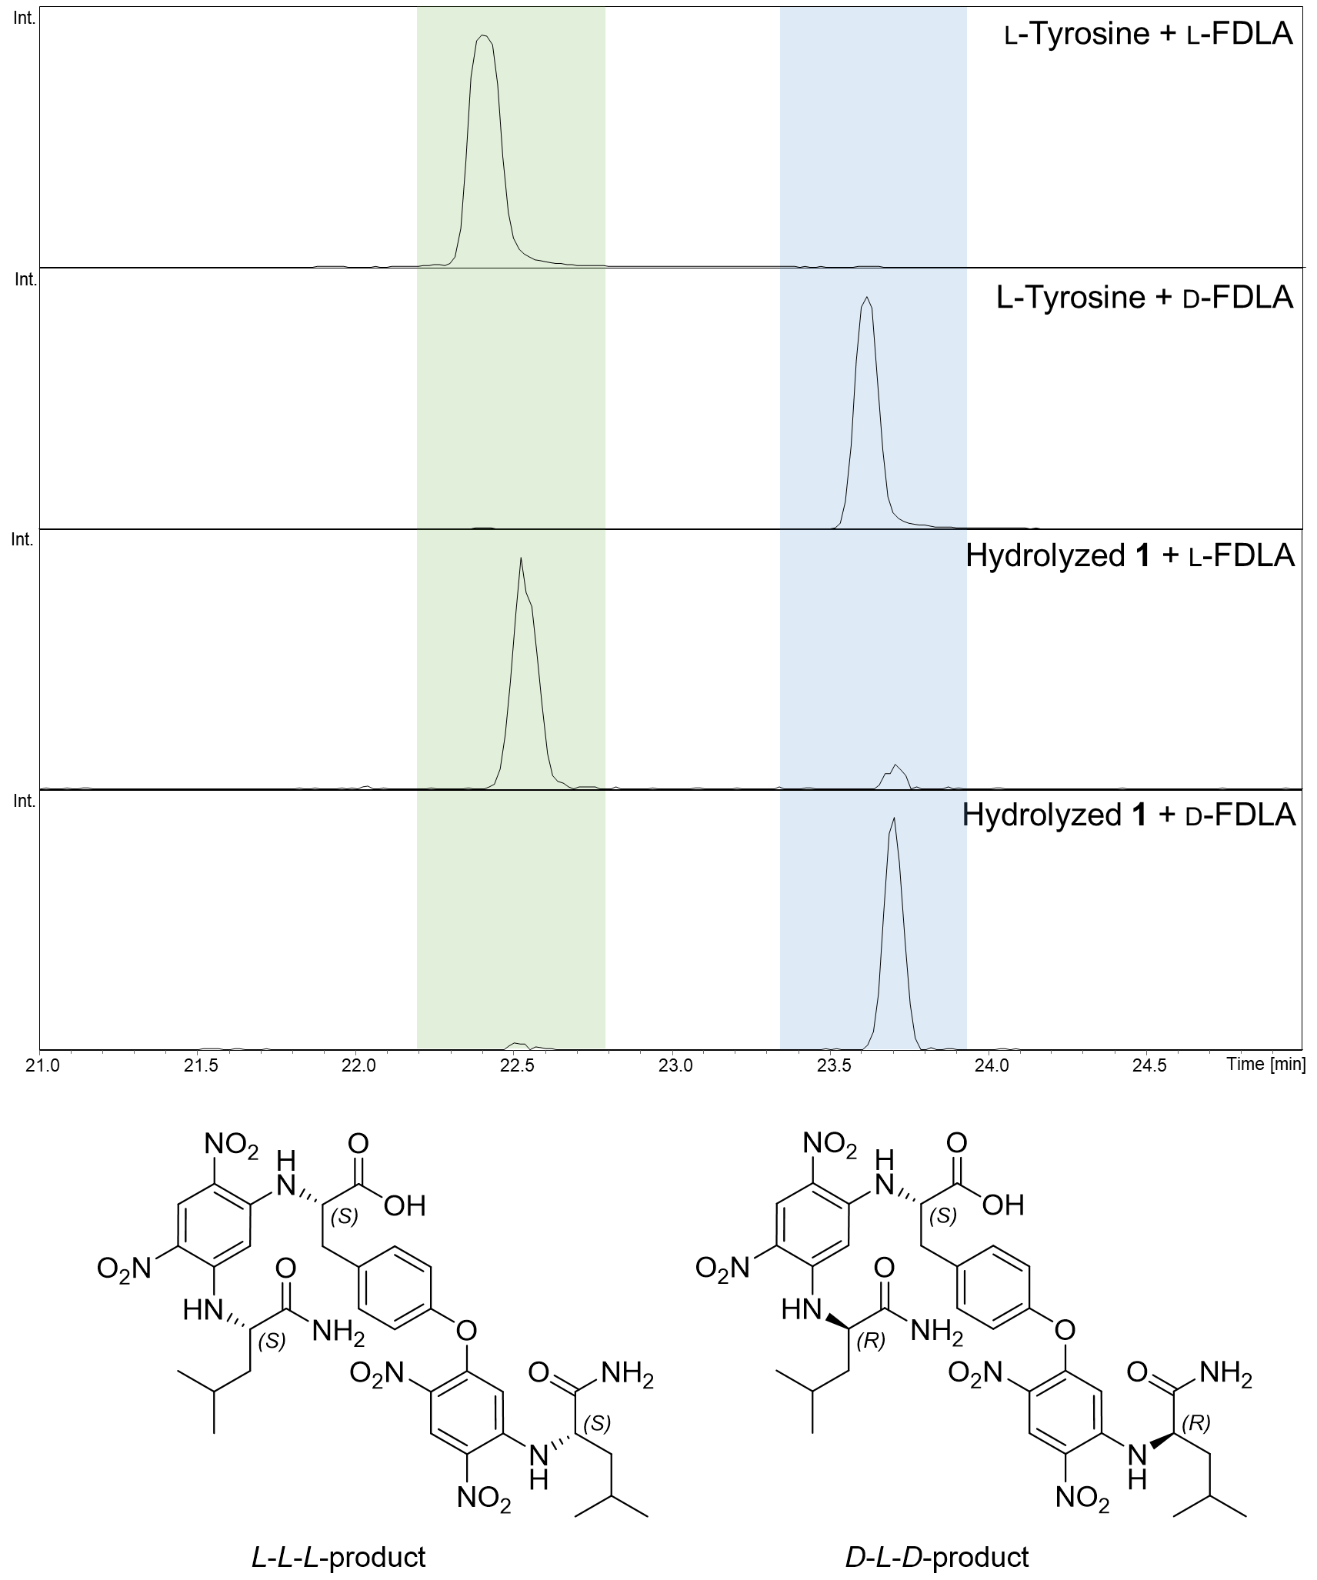 Int.
L-Tyrosine + L-FDLA
Int.
L-Tyrosine + D-FDLA
Int.
Hydrolyzed 1 + L-FDLA
Int.
Hydrolyzed 1 + D-FDLA
21.0 21.5 22.0 22.5 23.0 23.5 24.0 24.5 Time [min]
NO2 H N O OH (S)
O2N HN O NH2 (S)
O
NO2 O NH2 (S)
N H
NO2
L-L-L-product
NO2 H N O OH (S)
O2N HN O NH2 (R)
O
NO2 O NH2 (R)
N H
NO2
D-L-D-product